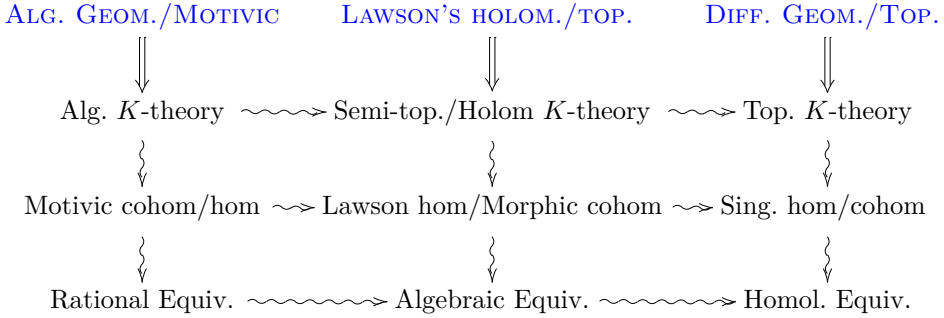 ALG. GEOM./MOTIVIC LAWSON'S HOLOM./TOP. DIFF. GEOM./TOP.
Alg. K-theory Semi-top./Holom K-theory Top. K-theory
Motivic cohom/hom Lawson hom/Morphic cohom Sing. hom/cohom
Rational Equiv. Algebraic Equiv. Homol. Equiv.